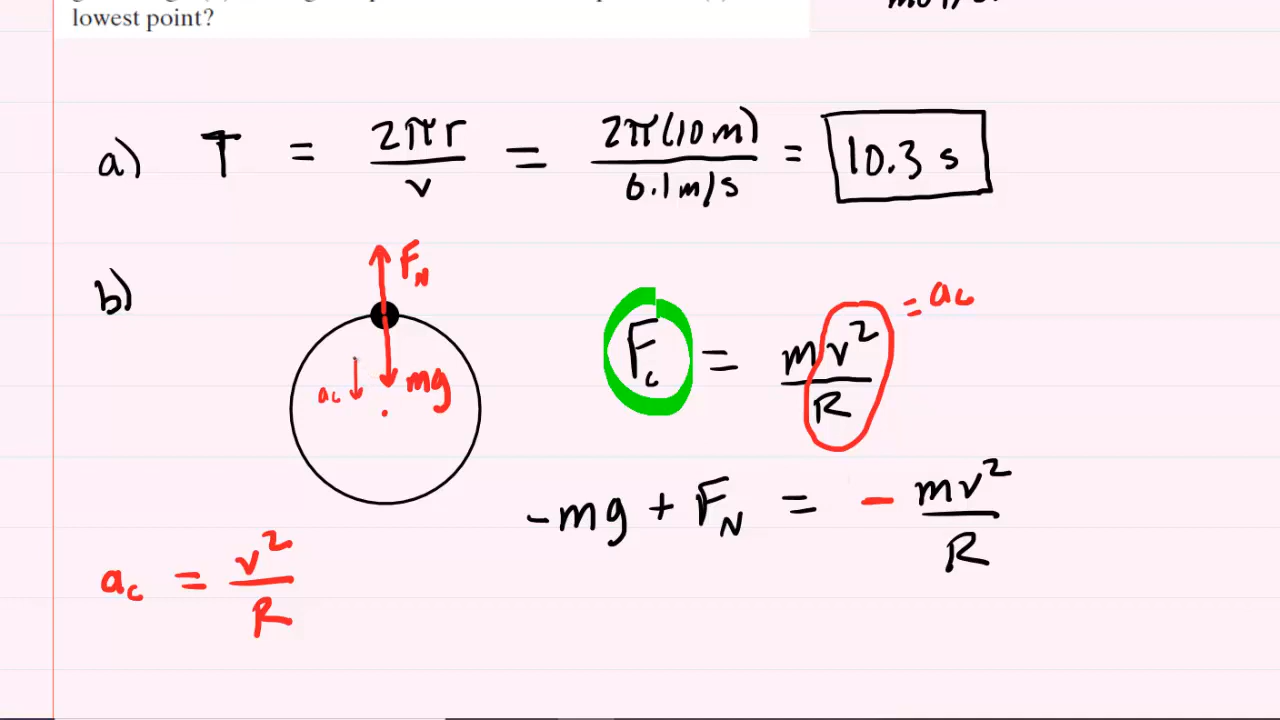 lowest point?
a) T = 2πr / v = 2π(10 m) / 6.1 m/s = 10.3 s
b)
F_N
mg
a_c ↓
F_c = mv² / R
= a_c
-mg + F_N = - mv² / R
a_c = v² / R